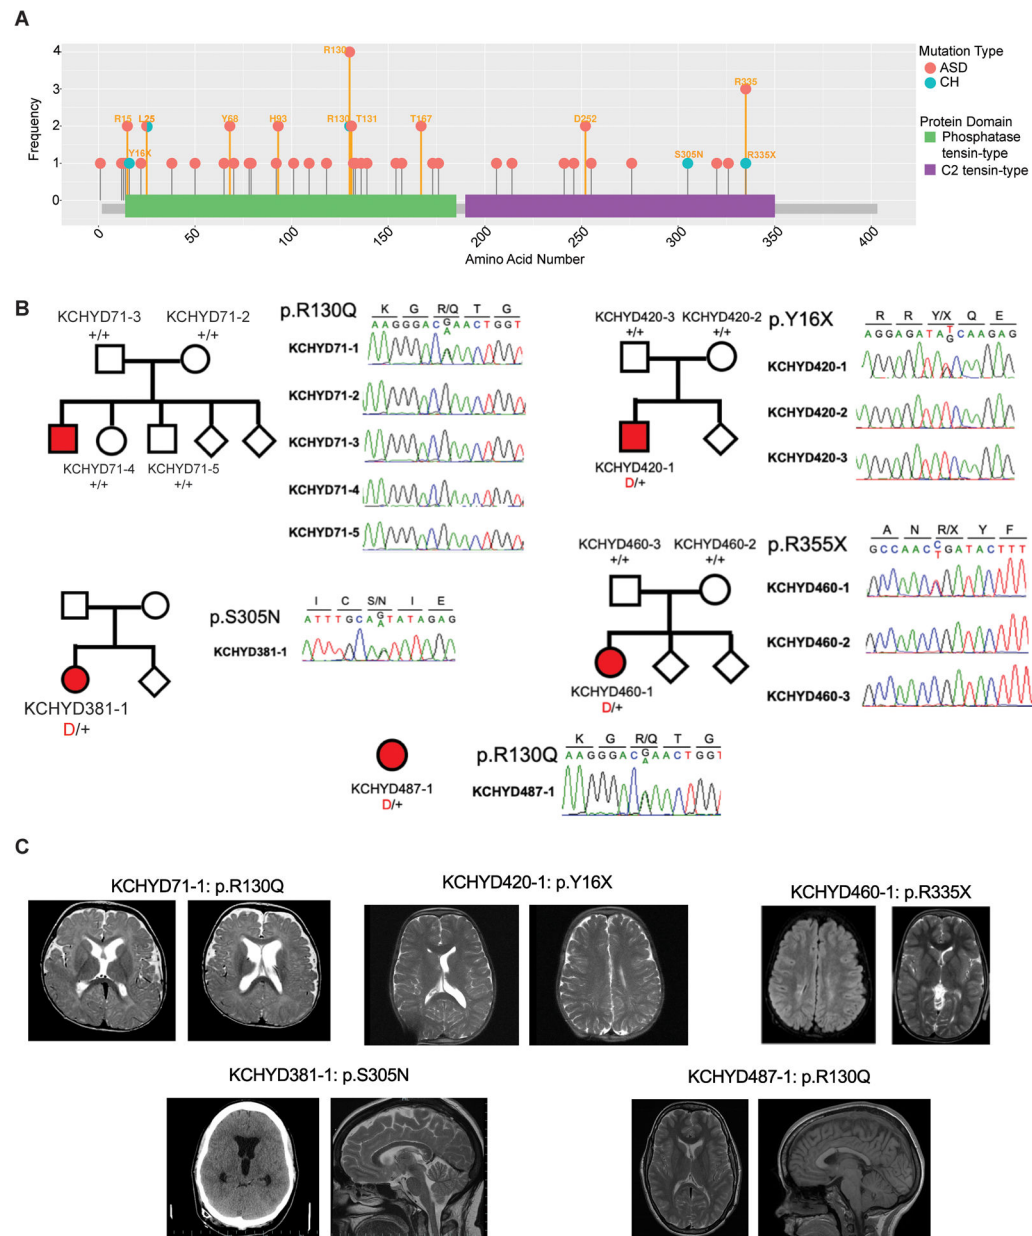 A
4
3
2
1
0
Frequency
R130
R335
R15
L25
Y68
H93
R130
T131
T167
D252
Y16X
S305N
R335X
0
50
100
150
200
250
300
350
400
Amino Acid Number
Mutation Type
ASD
CH
Protein Domain
Phosphatase
tensin-type
C2 tensin-type
B
KCHYD71-3
+/+
KCHYD71-2
+/+
KCHYD71-4
+/+
KCHYD71-5
+/+
p.R130Q
K G R/Q T G
A A G G G A C G A A C T G G T
A
KCHYD71-1
KCHYD71-2
KCHYD71-3
KCHYD71-4
KCHYD71-5
KCHYD420-3
+/+
KCHYD420-2
+/+
KCHYD420-1
D/+
p.Y16X
R R Y/X Q E
A G G A G A T A T C A A G A G
G
KCHYD420-1
KCHYD420-2
KCHYD420-3
KCHYD381-1
D/+
p.S305N
I C S/N I E
A T T T G C A G T A T A G A G
A
KCHYD381-1
KCHYD460-3
+/+
KCHYD460-2
+/+
KCHYD460-1
D/+
p.R355X
A N R/X Y F
G C C A A C C G A T A C T T T
T
KCHYD460-1
KCHYD460-2
KCHYD460-3
KCHYD487-1
D/+
p.R130Q
K G R/Q T G
A A G G G A C G A A C T G G T
A
KCHYD487-1
C
KCHYD71-1: p.R130Q
KCHYD420-1: p.Y16X
KCHYD460-1: p.R335X
KCHYD381-1: p.S305N
KCHYD487-1: p.R130Q